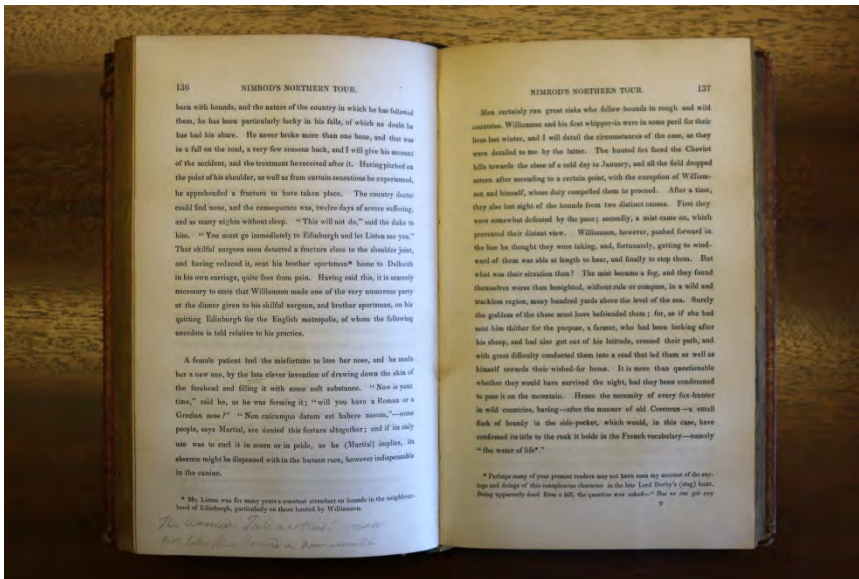 136
NIMROD'S NORTHERN TOUR.
been with hounds, and the nature of the country in which he has followed
them, he has been particularly lucky in his falls, of which no doubt he
has had his share. He never broke more than one bone, and that was
in a fall on the road, a very few seasons back, and I will give his account
of the accident, and the treatment he received after it. Having pitched on
the point of his shoulder, as well as from certain sensations he experienced,
he apprehended a fracture to have taken place. The country doctor
could find none, and the consequence was, twelve days of severe suffering,
and as many nights without sleep. "This will not do," said the duke to
him. "You must go immediately to Edinburgh and let Liston see you."
That skilful surgeon soon detected a fracture close to the shoulder joint,
and having reduced it, sent his brother sportsman* home to Dalkeith
in his own carriage, quite free from pain. Having said this, it is scarcely
necessary to state that Williamson made one of the very numerous party
at the dinner given to his skilful surgeon, and brother sportsman, on his
quitting Edinburgh for the English metropolis, of whom the following
anecdote is told relative to his practice.
A female patient had the misfortune to lose her nose, and he made
her a new one, by the late clever invention of drawing down the skin of
the forehead and filling it with some soft substance. "Now is your
time," said he, as he was forming it; "will you have a Roman or a
Grecian nose?" "Non cuicunque datum est habere nasum,"—some
people, says Martial, are denied this feature altogether; and if its only
use was to curl it in scorn or in pride, as he (Martial) implies, its
absence might be dispensed with in the human race, however indispensable
in the canine.
* Mr. Liston was for many years a constant attendant on hounds in the neighbour-
hood of Edinburgh, particularly on those hunted by Williamson.
The learned
not
NIMROD'S NORTHERN TOUR.
137
Men certainly run great risks who follow hounds in rough and wild
countries. Williamson and his first whipper-in were in some peril for their
lives last winter, and I will detail the circumstances of the case, as they
were detailed to me by the latter. The hunted fox faced the Cheviot
hills towards the close of a cold day in January, and all the field dropped
astern after ascending to a certain point, with the exception of William-
son and himself, whose duty compelled them to proceed. After a time,
they also lost sight of the hounds from two distinct causes. First they
were somewhat defeated by the pace; secondly, a mist came on, which
prevented their distant view. Williamson, however, pushed forward in
the line he thought they were taking, and, fortunately, getting to wind-
ward of them was able at length to hear, and finally to stop them. But
what was their situation then? The mist became a fog, and they found
themselves worse than benighted, without rule or compass, in a wild and
trackless region, many hundred yards above the level of the sea. Surely
the goddess of the chase must have befriended them; for, as if she had
sent him thither for the purpose, a farmer, who had been looking after
his sheep, and had also got out of his latitude, crossed their path, and
with great difficulty conducted them into a road that led them as well as
himself towards their wished-for home. It is more than questionable
whether they would have survived the night, had they been condemned
to pass it on the mountain. Hence the necessity of every fox-hunter
in wild countries, having—after the manner of old Corcoran—a small
flask of brandy in the side-pocket, which would, in this case, have
confirmed its title to the rank it holds in the French vocabulary—namely
"the water of life*."
* Perhaps many of your present readers may not have seen my account of the say-
ings and doings of this conspicuous character in the late Lord Derby's (stag) hunt.
Being apparently dead from a fall, the question was asked—"Has no one got any
T